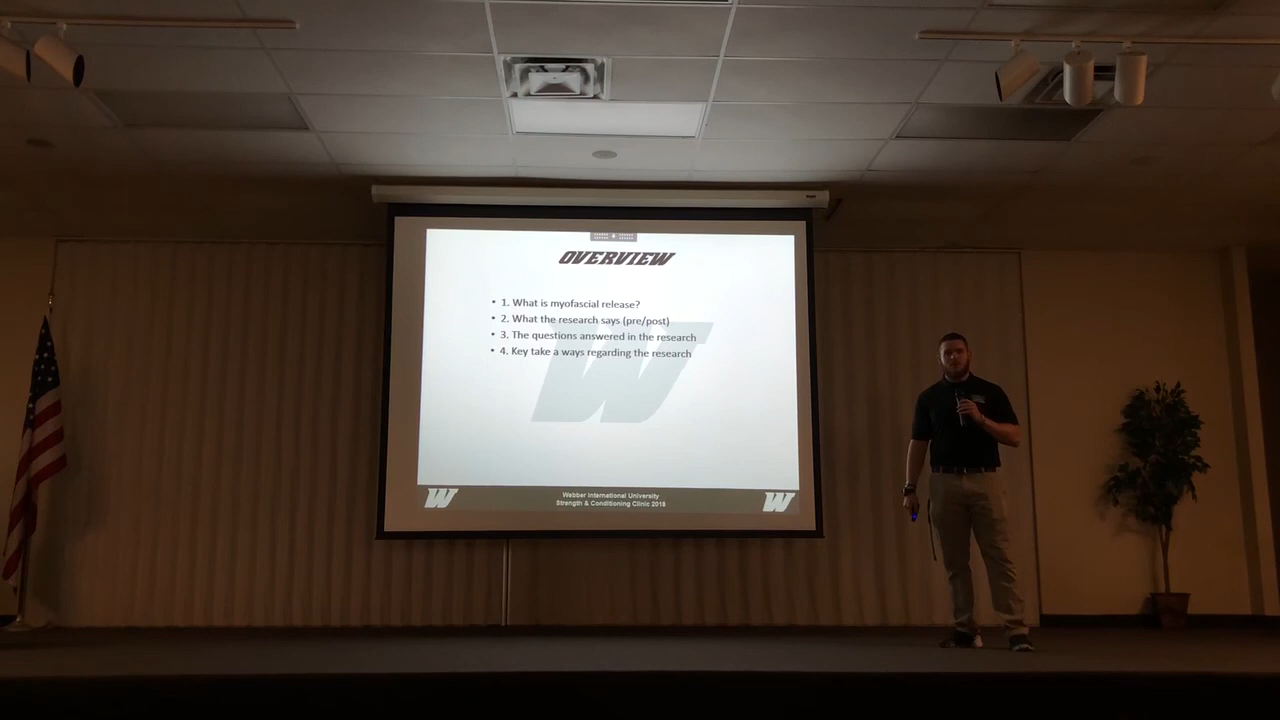 OVERVIEW
• 1. What is myofascial release?
• 2. What the research says (pre/post)
• 3. The questions answered in the research
• 4. Key take a ways regarding the research
W
W
Webber International University
Strength & Conditioning Clinic 2018
W